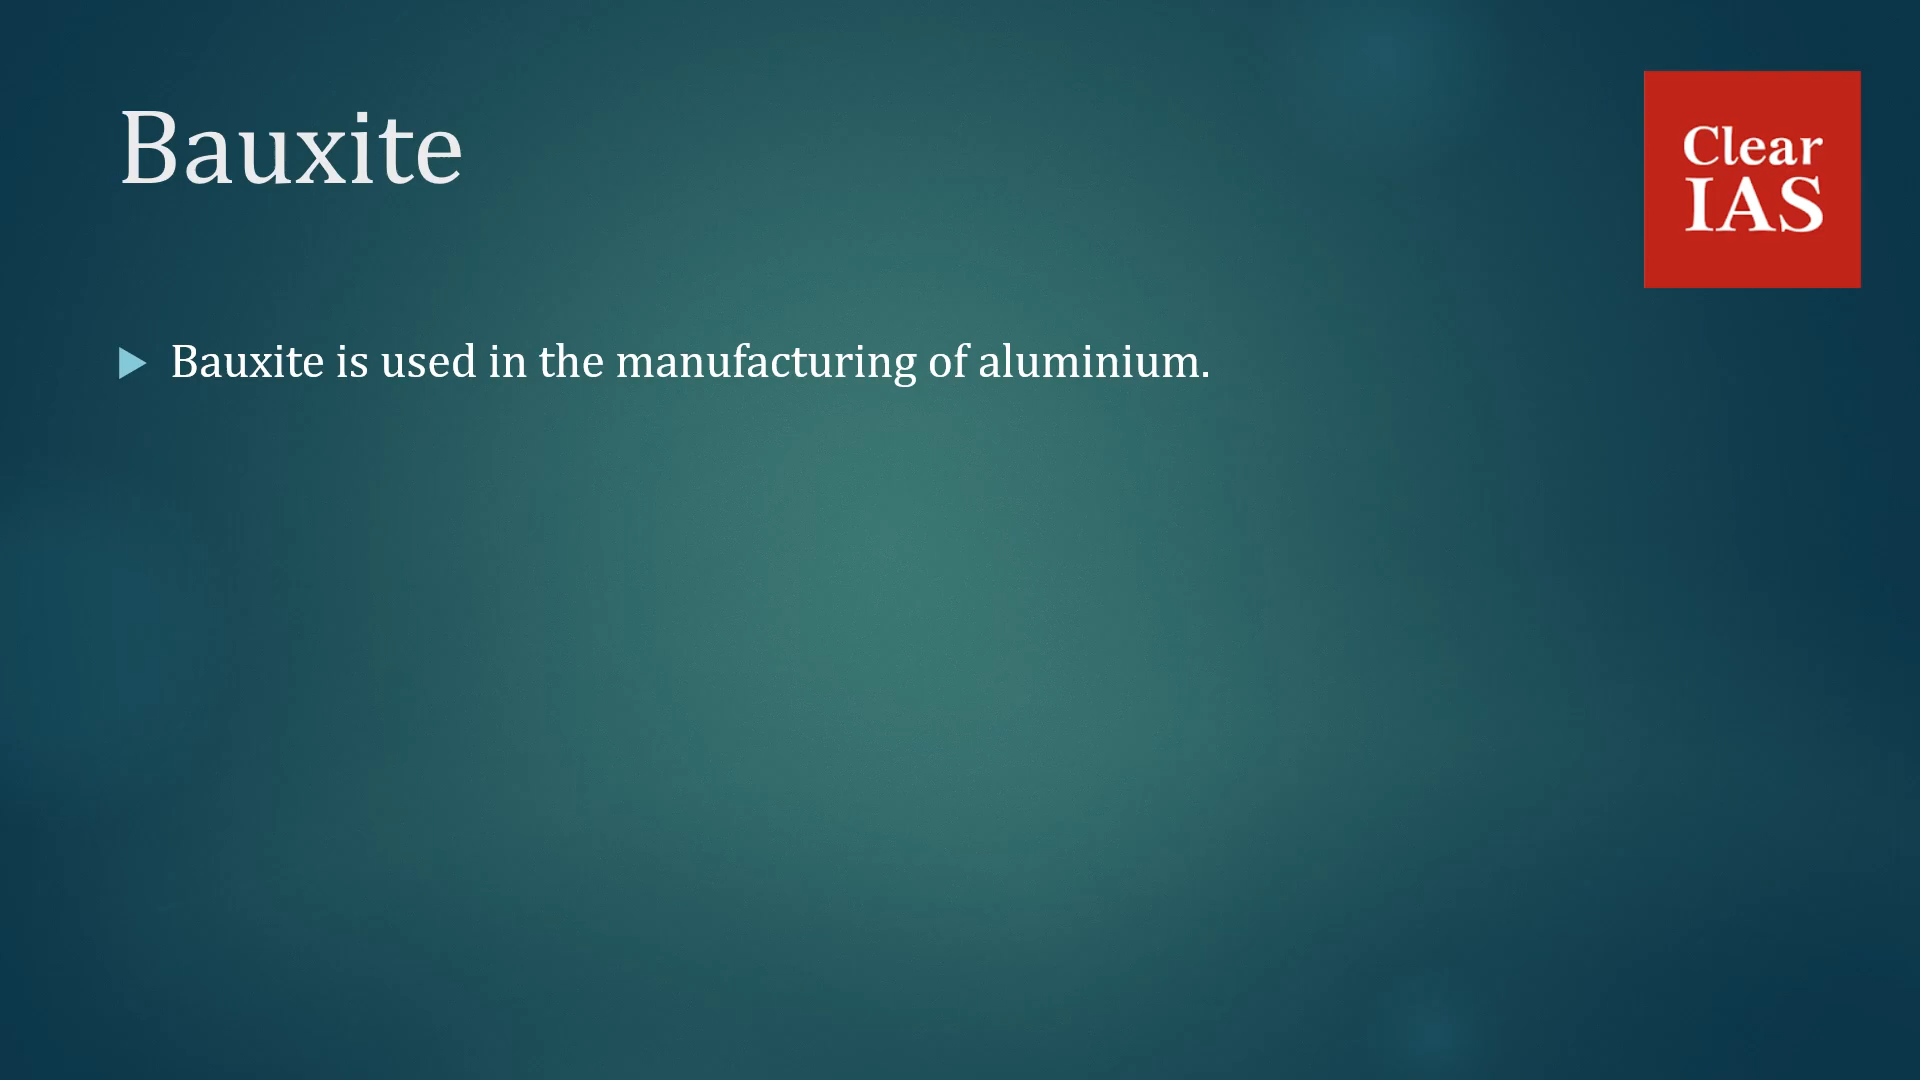 Bauxite
Clear
IAS
Bauxite is used in the manufacturing of aluminium.